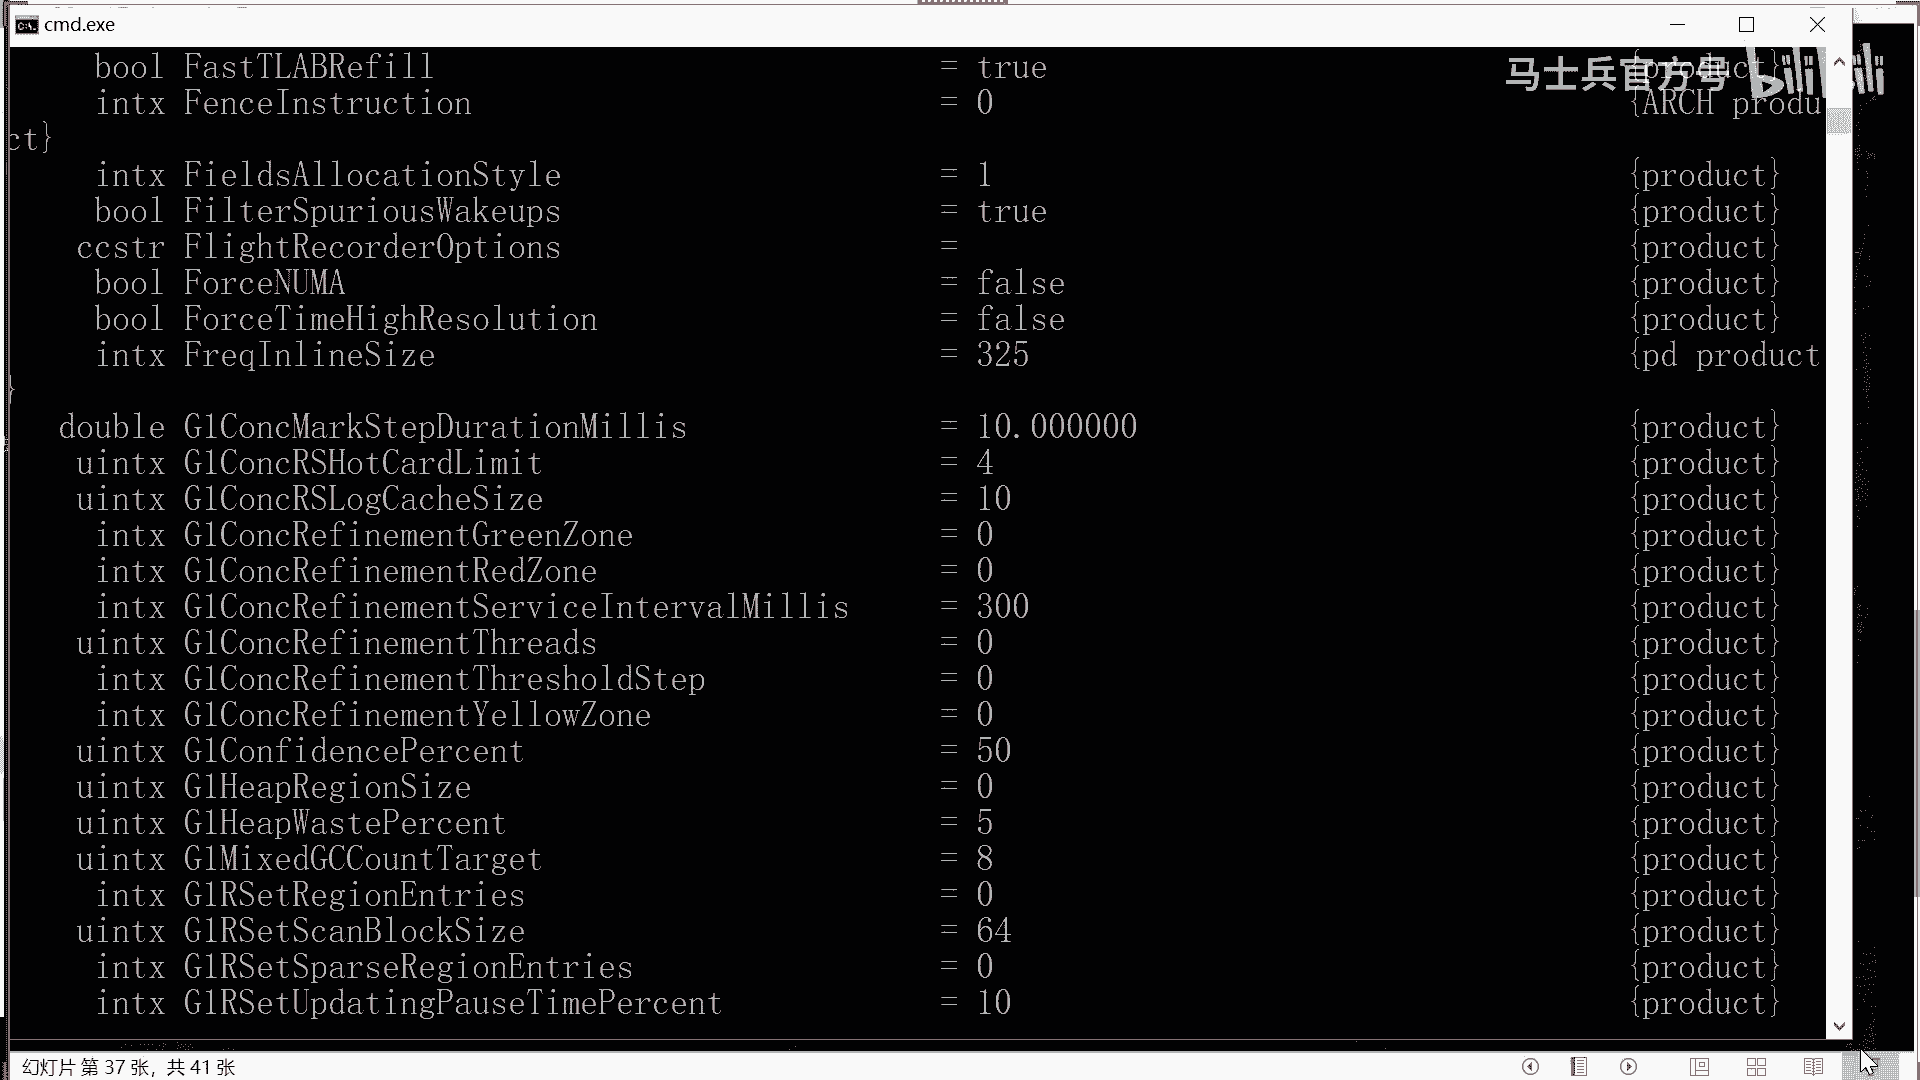 cmd.exe
bool FastTLABRefill = true {product}
马士兵官方号 bilibili
intx FenceInstruction = 0 {ARCH produ
ct}
intx FieldsAllocationStyle = 1 {product}
bool FilterSpuriousWakeups = true {product}
ccstr FlightRecorderOptions = {product}
bool ForceNUMA = false {product}
bool ForceTimeHighResolution = false {product}
intx FreqInlineSize = 325 {pd product
}
double G1ConcMarkStepDurationMillis = 10.000000 {product}
uintx G1ConcRSHotCardLimit = 4 {product}
uintx G1ConcRSLogCacheSize = 10 {product}
intx G1ConcRefinementGreenZone = 0 {product}
intx G1ConcRefinementRedZone = 0 {product}
intx G1ConcRefinementServiceIntervalMillis = 300 {product}
uintx G1ConcRefinementThreads = 0 {product}
intx G1ConcRefinementThresholdStep = 0 {product}
intx G1ConcRefinementYellowZone = 0 {product}
uintx G1ConfidencePercent = 50 {product}
uintx G1HeapRegionSize = 0 {product}
uintx G1HeapWastePercent = 5 {product}
uintx G1MixedGCCountTarget = 8 {product}
intx G1RSetRegionEntries = 0 {product}
uintx G1RSetScanBlockSize = 64 {product}
intx G1RSetSparseRegionEntries = 0 {product}
intx G1RSetUpdatingPauseTimePercent = 10 {product}
幻灯片 第 37 张，共 41 张